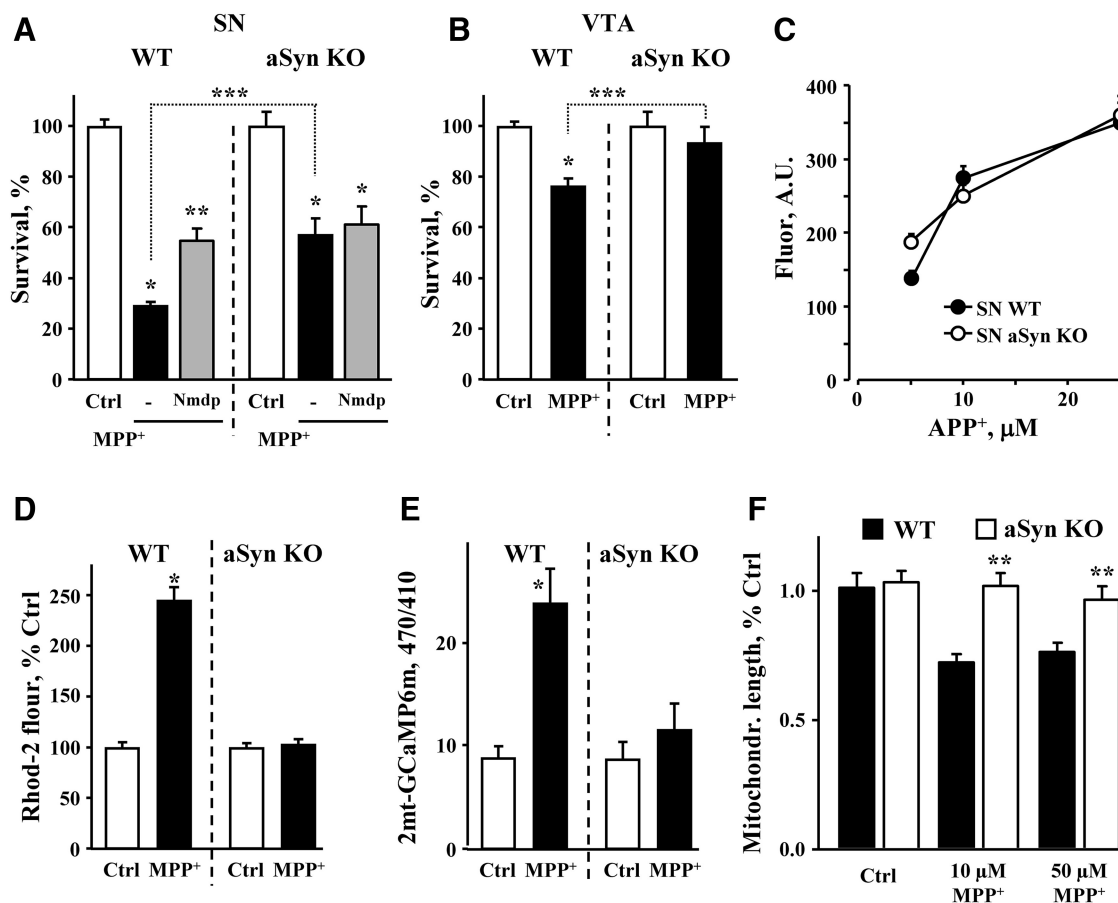 A
SN
WT
aSyn KO
***
*
**
*
*
Survival, %
100
80
60
40
20
0
Ctrl
-
Nmdp
Ctrl
-
Nmdp
MPP⁺
MPP⁺
B
VTA
WT
aSyn KO
***
*
Survival, %
100
80
60
40
20
0
Ctrl
MPP⁺
Ctrl
MPP⁺
C
Fluor, A.U.
400
300
200
100
0
SN WT
SN aSyn KO
0
10
20
APP⁺, μM
D
WT
aSyn KO
*
Rhod-2 flour, % Ctrl
250
200
150
100
50
0
Ctrl
MPP⁺
Ctrl
MPP⁺
E
WT
aSyn KO
*
2mt-GCaMP6m, 470/410
20
10
0
Ctrl
MPP⁺
Ctrl
MPP⁺
F
WT
aSyn KO
**
**
Mitochondr. length, % Ctrl
1.0
0.5
0.0
Ctrl
10 μM
MPP⁺
50 μM
MPP⁺